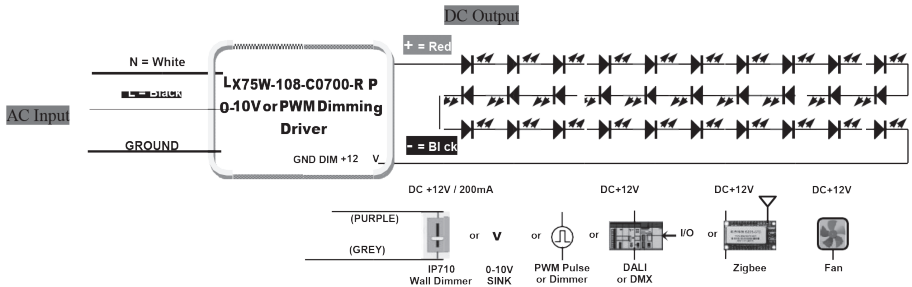 DC Output
+ = Red
N = White
L = Black
AC Input
GROUND
LX75W-108-C0700-R P
0-10V or PWM Dimming
Driver
GND DIM +12 V
- = Bl ck
DC +12V / 200mA
DC+12V
DC+12V
DC+12V
(PURPLE)
(GREY)
or
V
or
or
I/O
or
IP710
Wall Dimmer
0-10V
SINK
PWM Pulse
or Dimmer
DALI
or DMX
Zigbee
Fan